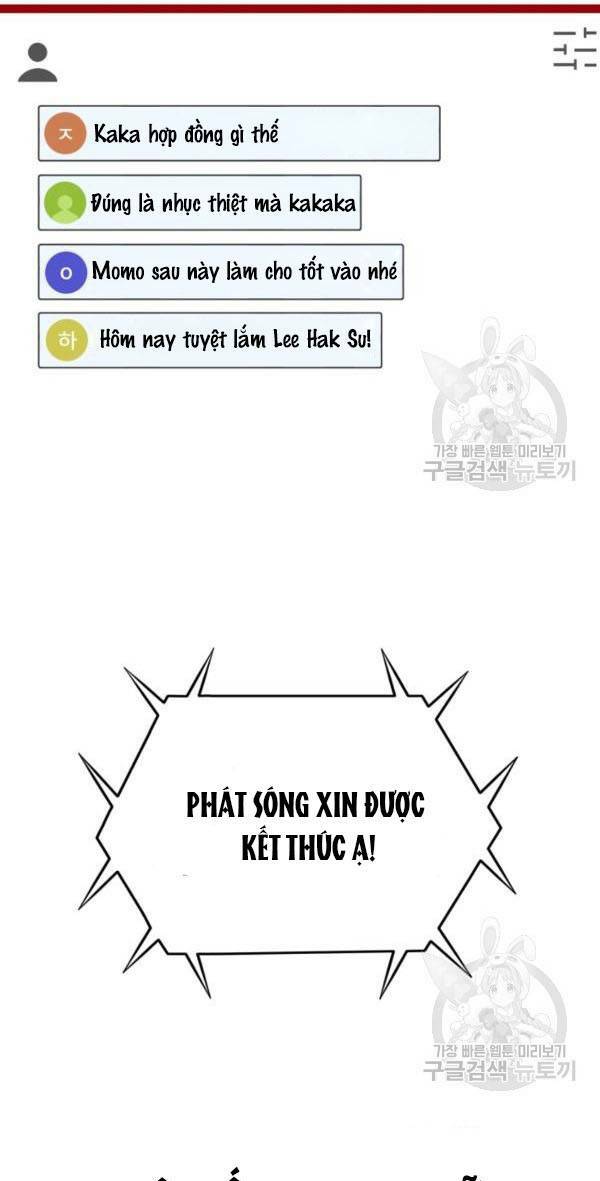 ㅈ Kaka hợp đồng gì thế
Đúng là nhục thiệt mà kakaka
O Momo sau này làm cho tốt vào nhé
하 Hôm nay tuyệt lắm Lee Hak Su!
가장 빠른 웹툰 미리보기
구글검색 뉴토끼
PHÁT SÓNG XIN ĐƯỢC
KẾT THÚC Ạ!
가장 빠른 웹툰 미리보기
구글검색 뉴토끼